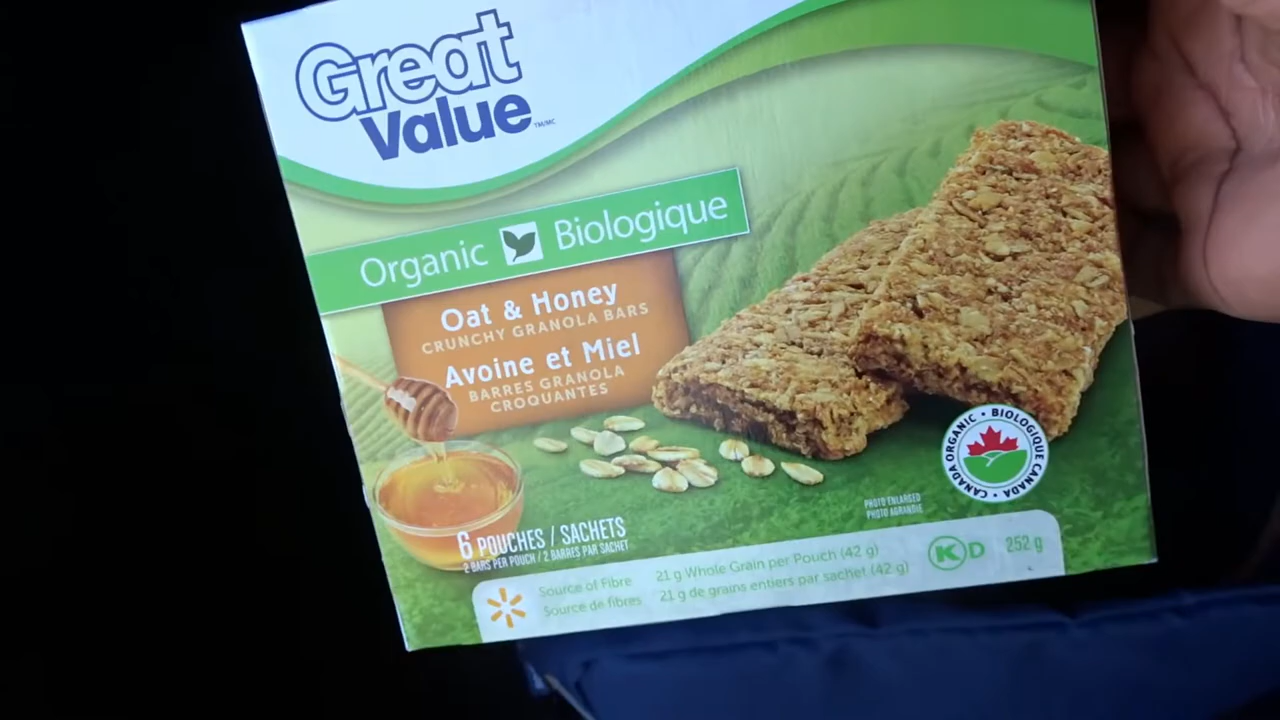 Great
Value
TM/MC
Organic Biologique
Oat & Honey
CRUNCHY GRANOLA BARS
Avoine et Miel
BARRES GRANOLA
CROQUANTES
CANADA ORGANIC • BIOLOGIQUE CANADA •
PHOTO ENLARGED
PHOTO AGRANDIE
6 POUCHES / SACHETS
2 BARS PER POUCH / 2 BARRES PAR SACHET
Source of Fibre
Source de fibres
21 g Whole Grain per Pouch (42 g)
21 g de grains entiers par sachet (42 g)
K D
252 g